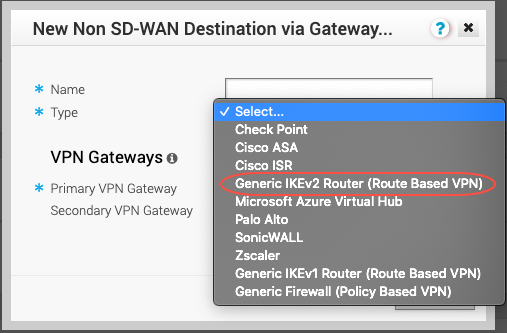 New Non SD-WAN Destination via Gateway...
?
* Name
* Type
✓ Select...
Check Point
Cisco ASA
Cisco ISR
Generic IKEv2 Router (Route Based VPN)
Microsoft Azure Virtual Hub
Palo Alto
SonicWALL
Zscaler
Generic IKEv1 Router (Route Based VPN)
Generic Firewall (Policy Based VPN)
VPN Gateways
* Primary VPN Gateway
Secondary VPN Gateway